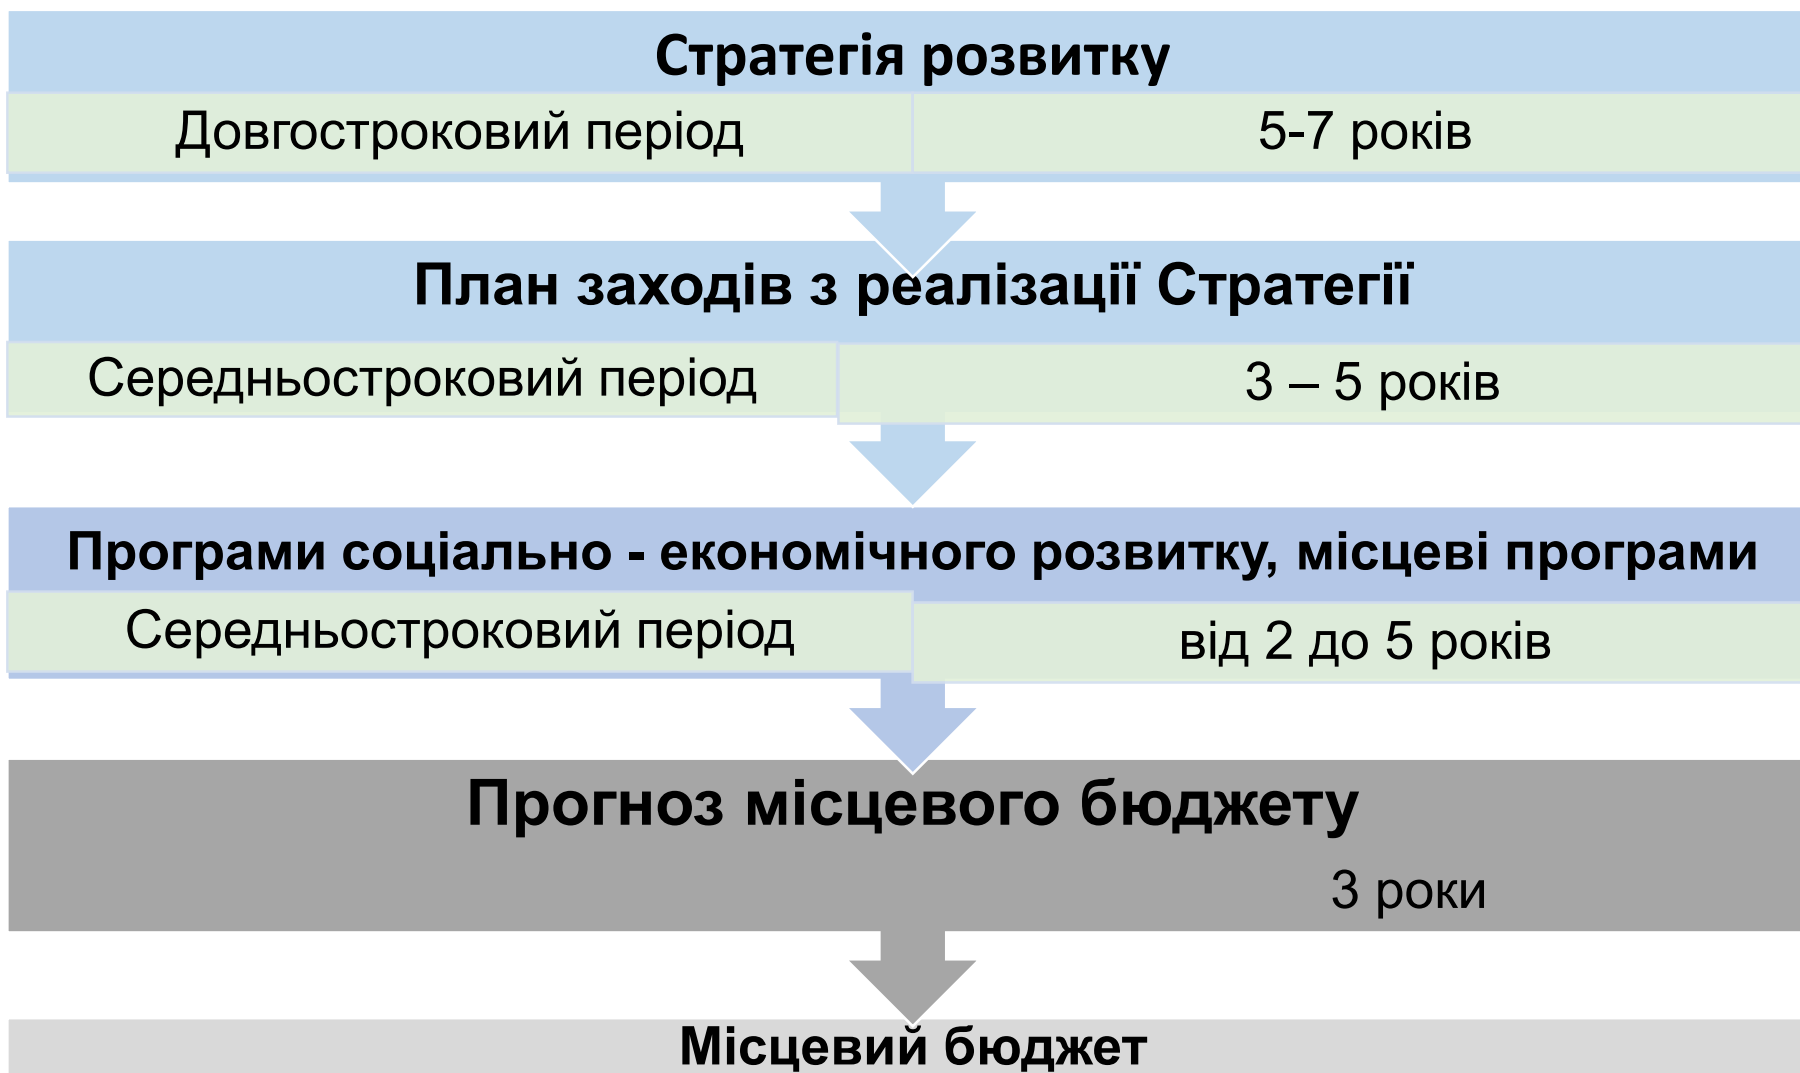 Стратегія розвитку
Довгостроковий період 5-7 років
План заходів з реалізації Стратегії
Середньостроковий період 3 – 5 років
Програми соціально - економічного розвитку, місцеві програми
Середньостроковий період від 2 до 5 років
Прогноз місцевого бюджету
3 роки
Місцевий бюджет